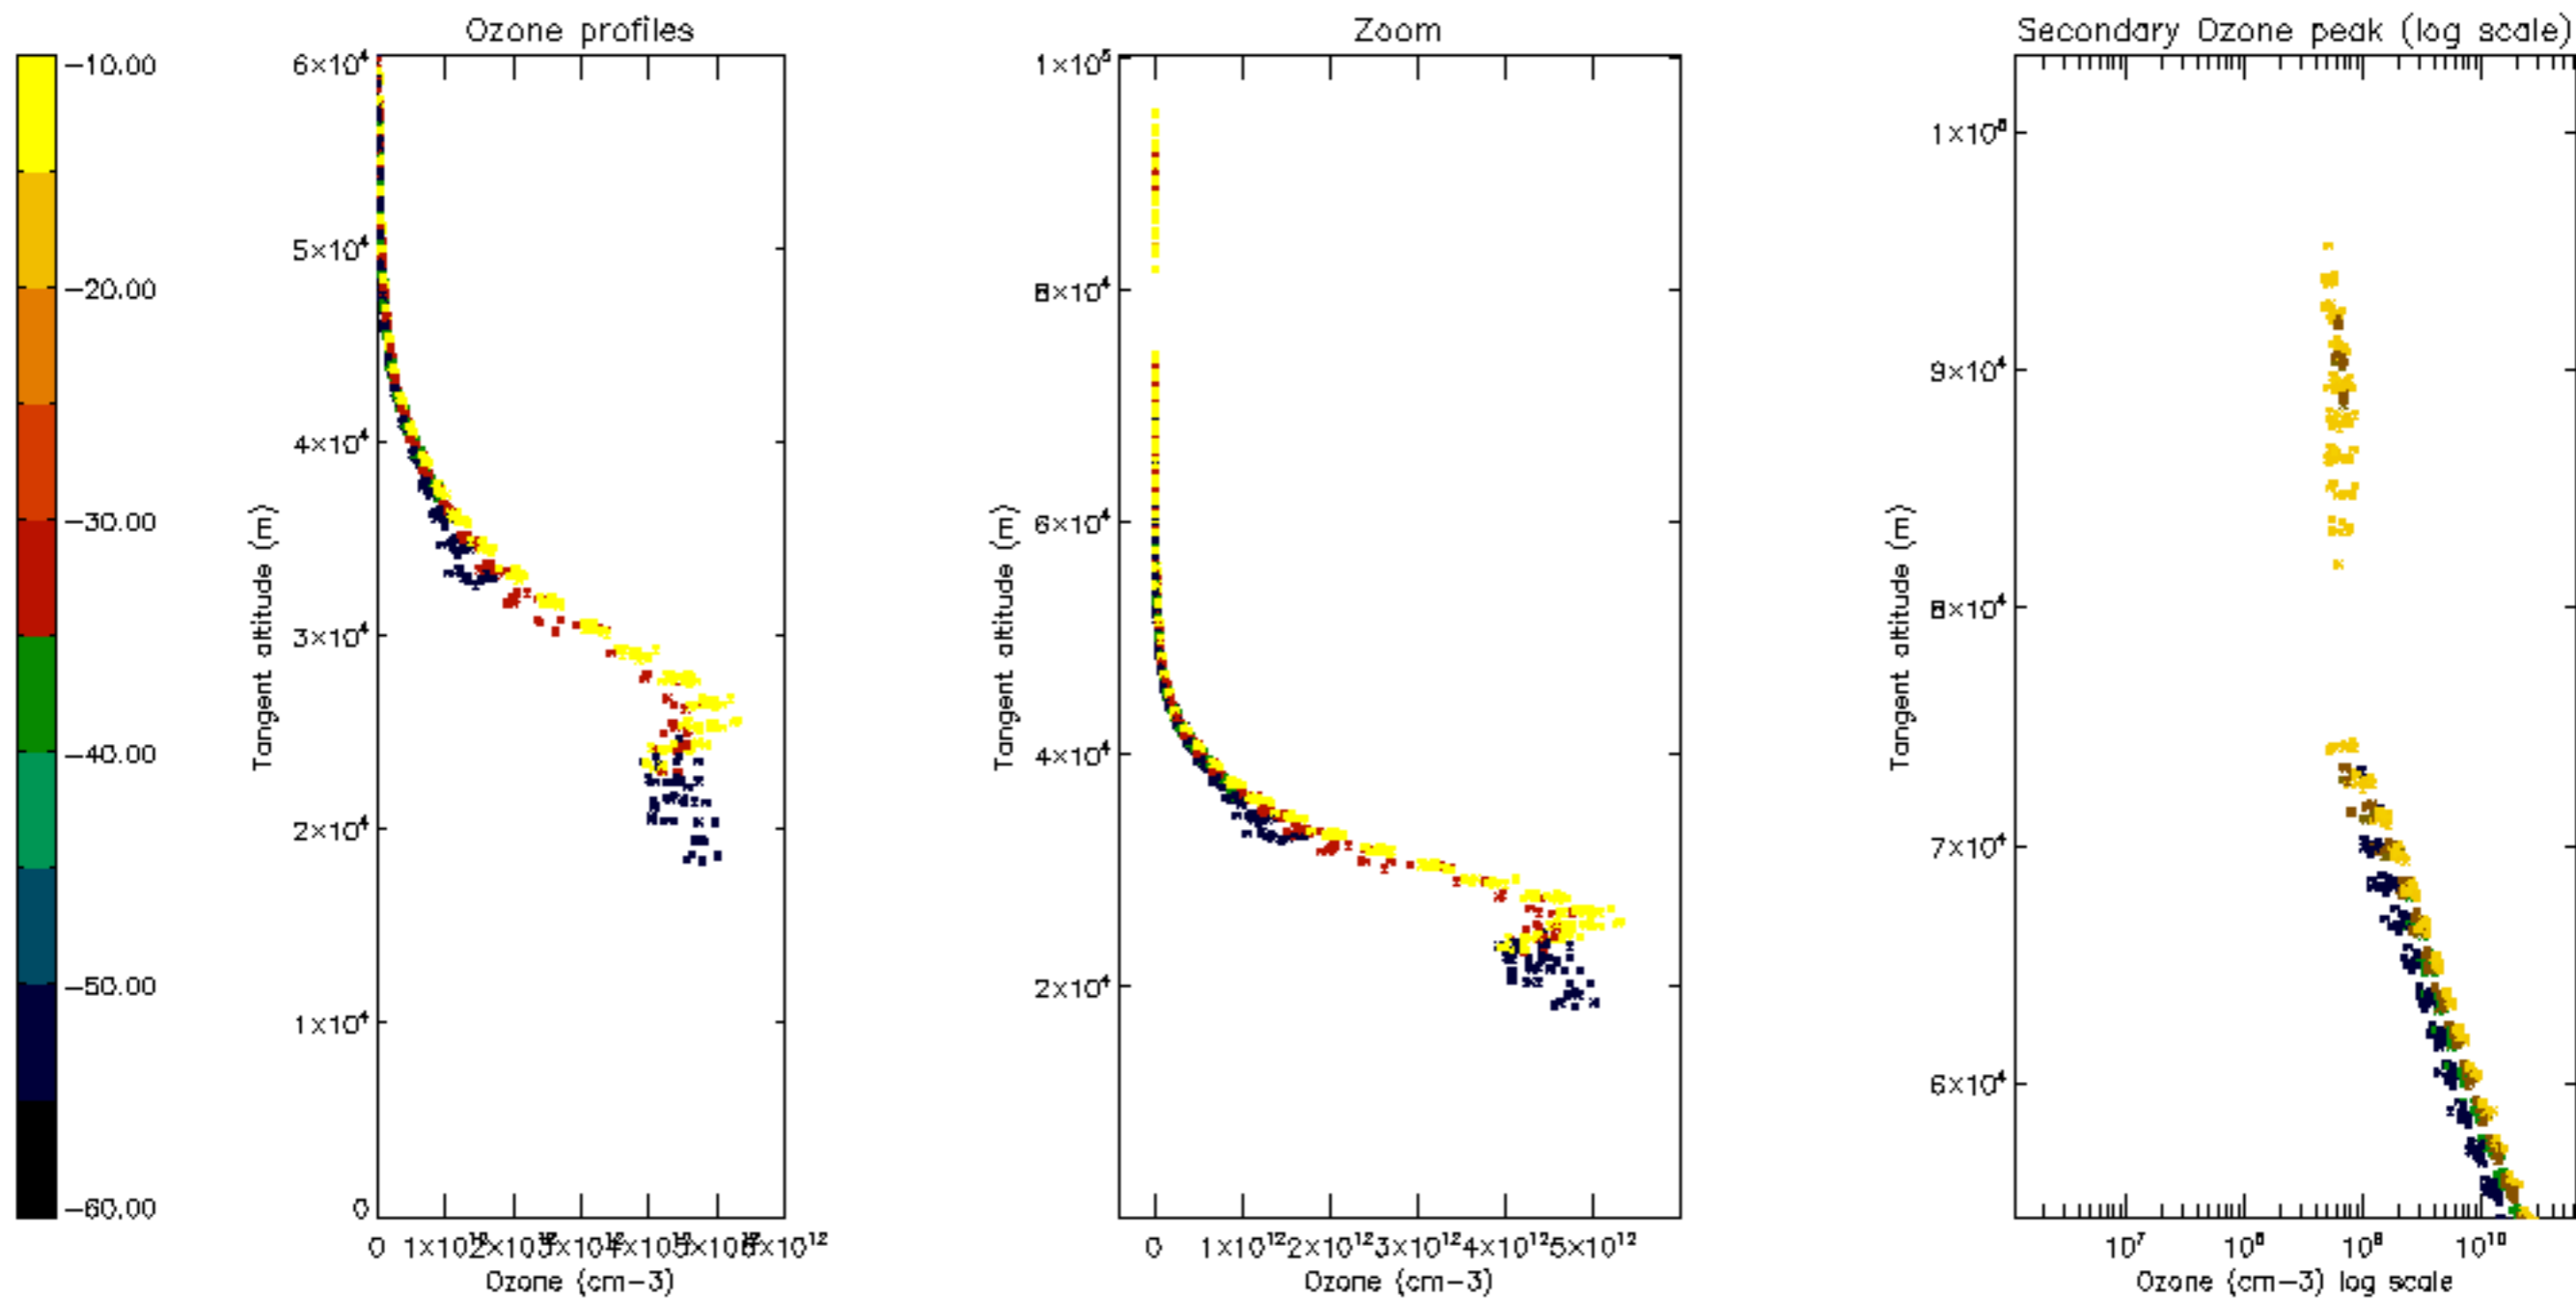 Ozone profiles
Zoom
Secondary Ozone peak (log scale)
-10.00
-20.00
-30.00
-40.00
-50.00
-60.00
6×10⁴
5×10⁴
4×10⁴
3×10⁴
2×10⁴
1×10⁴
0
Tangent altitude (m)
0
Ozone (cm-3)
1×10⁵
8×10⁴
6×10⁴
4×10⁴
2×10⁴
Tangent altitude (m)
0 1×10¹² 2×10¹² 3×10¹² 4×10¹² 5×10¹²
Ozone (cm-3)
9×10⁴
8×10⁴
7×10⁴
6×10⁴
Tangent altitude (m)
10⁷ 10⁸ 10⁹ 10¹⁰
Ozone (cm-3) log scale